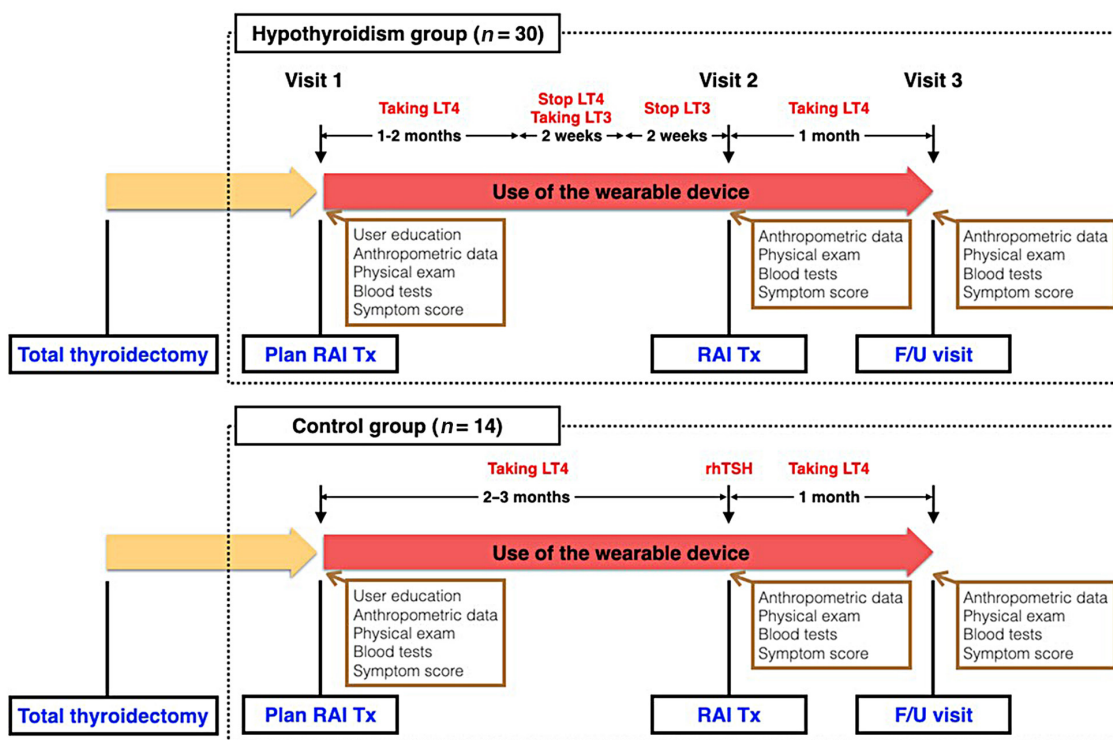 Hypothyroidism group (n = 30)
Visit 1
Visit 2
Visit 3
Taking LT4
Stop LT4
Taking LT3
Stop LT3
Taking LT4
1-2 months
2 weeks
2 weeks
1 month
Use of the wearable device
User education
Anthropometric data
Physical exam
Blood tests
Symptom score
Anthropometric data
Physical exam
Blood tests
Symptom score
Anthropometric data
Physical exam
Blood tests
Symptom score
Total thyroidectomy
Plan RAI Tx
RAI Tx
F/U visit
Control group (n = 14)
Taking LT4
rhTSH
Taking LT4
2–3 months
1 month
Use of the wearable device
User education
Anthropometric data
Physical exam
Blood tests
Symptom score
Anthropometric data
Physical exam
Blood tests
Symptom score
Anthropometric data
Physical exam
Blood tests
Symptom score
Total thyroidectomy
Plan RAI Tx
RAI Tx
F/U visit